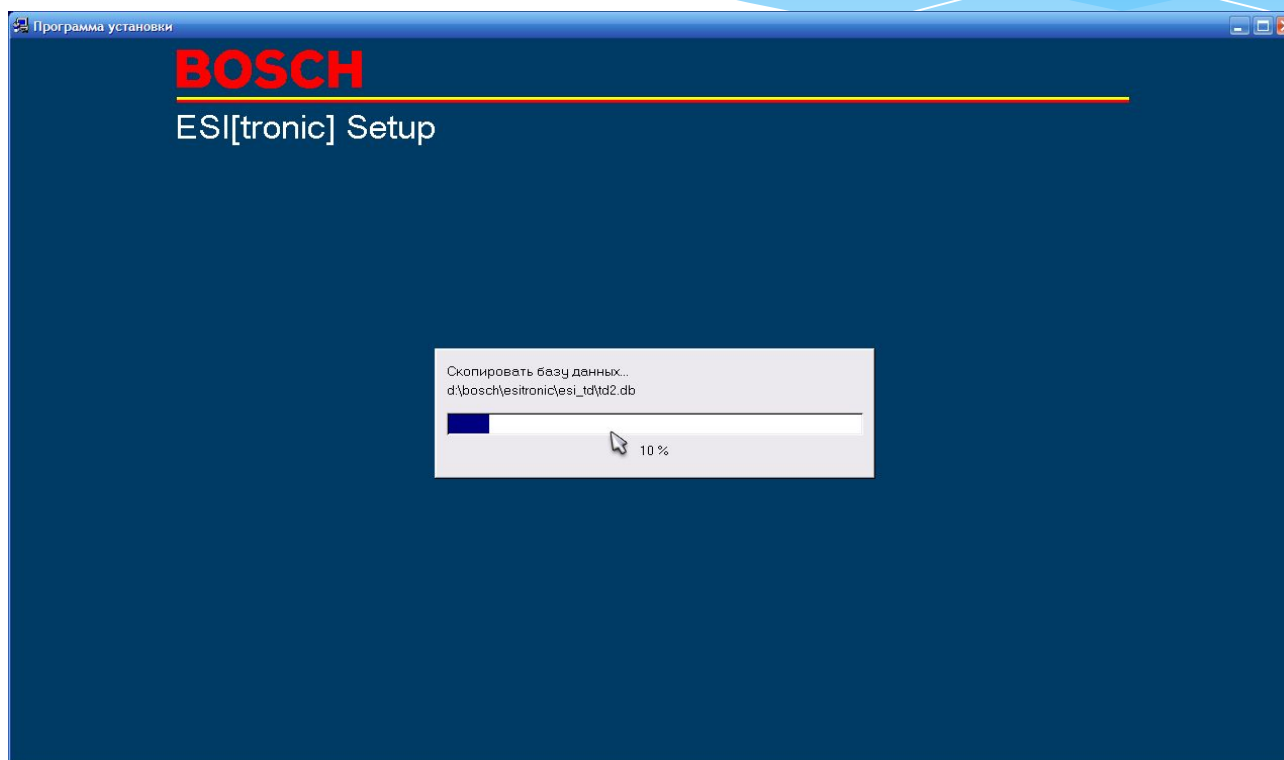 Программа установки
BOSCH
ESI[tronic] Setup
Скопировать базу данных...
d:\bosch\esitronic\esi_td\td2.db
10 %